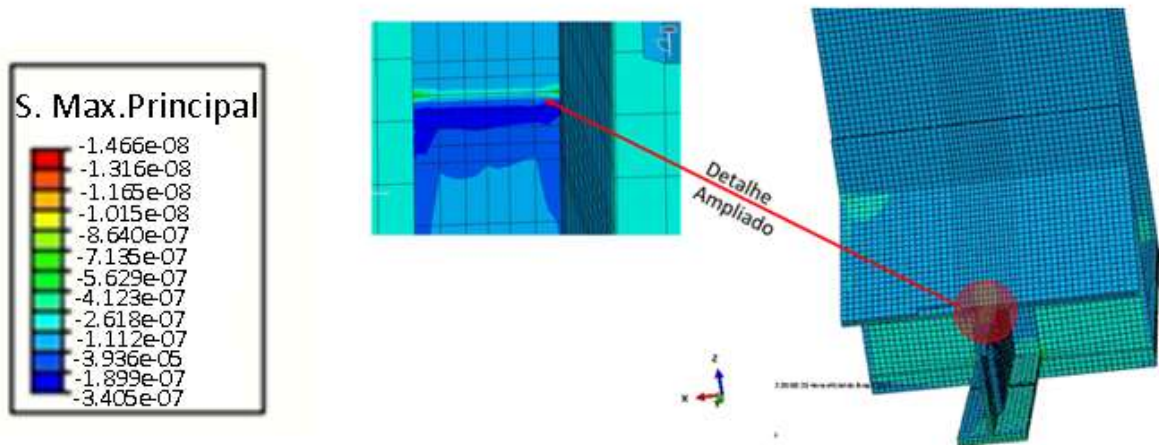 S. Max.Principal
-1.466e-08
-1.316e-08
-1.165e-08
-1.015e-08
-8.640e-07
-7.135e-07
-5.629e-07
-4.123e-07
-2.618e-07
-1.112e-07
-3.936e-05
-1.899e-07
-3.405e-07
Detalhe
Ampliado
Z
X